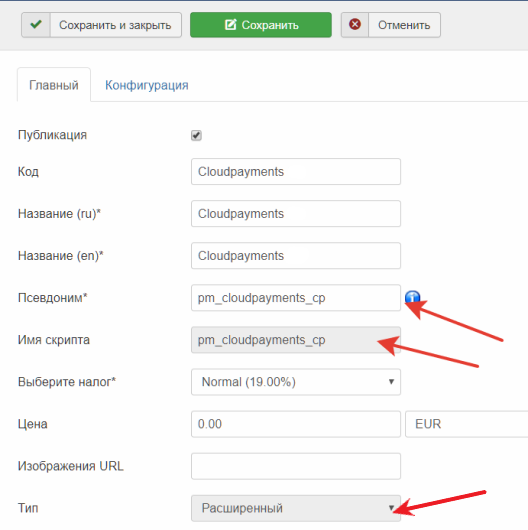 Сохранить и закрыть Сохранить Отменить
Главный Конфигурация
Публикация
Код Cloudpayments
Название (ru)* Cloudpayments
Название (en)* Cloudpayments
Псевдоним* pm_cloudpayments_cp
Имя скрипта pm_cloudpayments_cp
Выберите налог* Normal (19.00%)
Цена 0.00 EUR
Изображения URL
Тип Расширенный